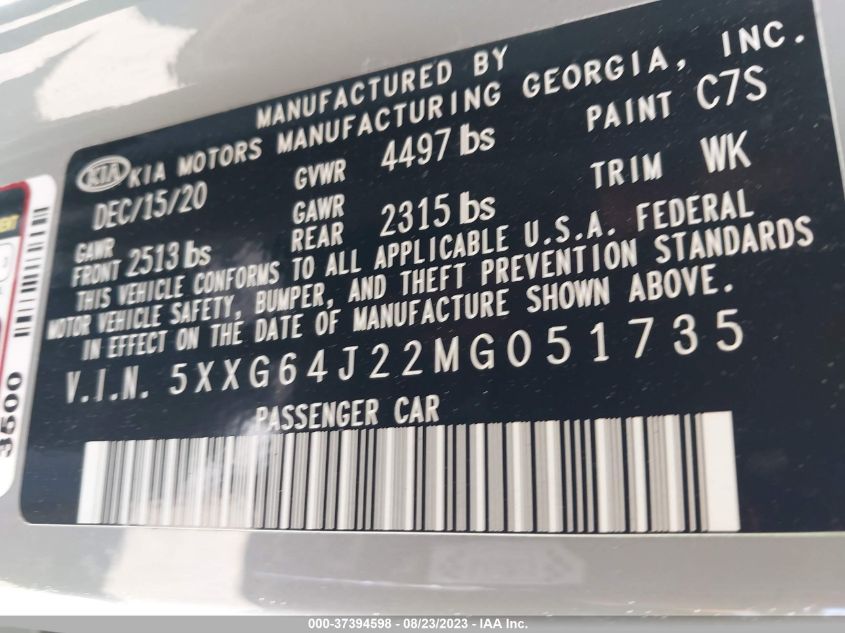 MANUFACTURED BY
KIA KIA MOTORS MANUFACTURING GEORGIA, INC.
DEC/15/20 GVWR 4497 lbs PAINT C7S
GAWR FRONT 2513 lbs GAWR REAR 2315 lbs TRIM WK
THIS VEHICLE CONFORMS TO ALL APPLICABLE U.S.A. FEDERAL
MOTOR VEHICLE SAFETY, BUMPER, AND THEFT PREVENTION STANDARDS
IN EFFECT ON THE DATE OF MANUFACTURE SHOWN ABOVE.
V.I.N. 5XXG64J22MG051735
PASSENGER CAR
3500
000-37394598 - 08/23/2023 - IAA Inc.